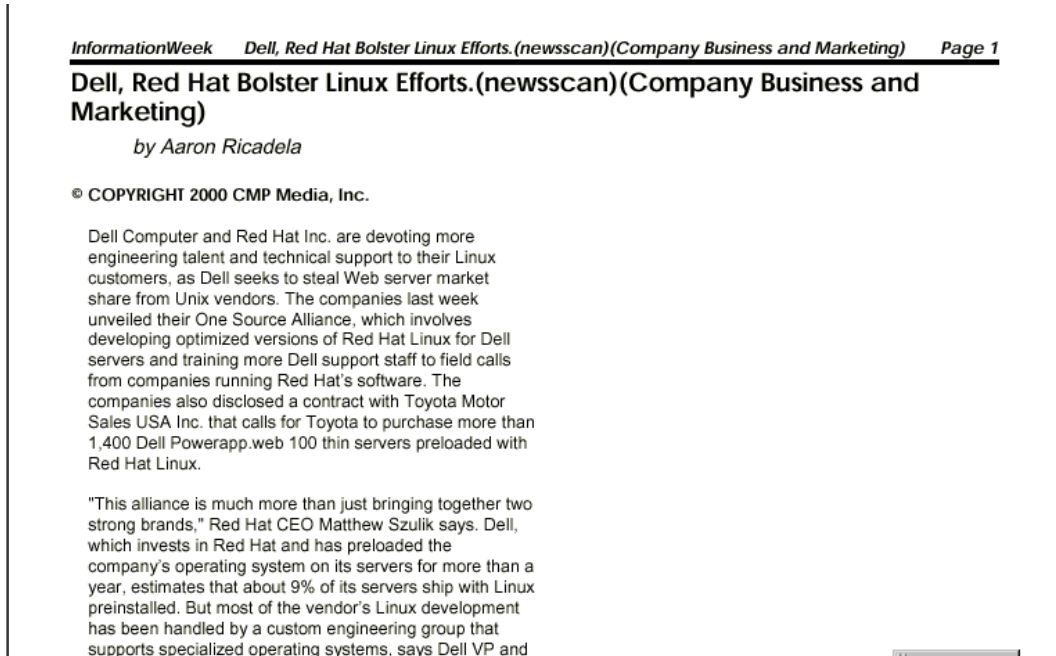 InformationWeek Dell, Red Hat Bolster Linux Efforts.(newsscan)(Company Business and Marketing) Page 1
Dell, Red Hat Bolster Linux Efforts.(newsscan)(Company Business and
Marketing)
by Aaron Ricadela
© COPYRIGHT 2000 CMP Media, Inc.
Dell Computer and Red Hat Inc. are devoting more
engineering talent and technical support to their Linux
customers, as Dell seeks to steal Web server market
share from Unix vendors. The companies last week
unveiled their One Source Alliance, which involves
developing optimized versions of Red Hat Linux for Dell
servers and training more Dell support staff to field calls
from companies running Red Hat's software. The
companies also disclosed a contract with Toyota Motor
Sales USA Inc. that calls for Toyota to purchase more than
1,400 Dell Powerapp.web 100 thin servers preloaded with
Red Hat Linux.
"This alliance is much more than just bringing together two
strong brands," Red Hat CEO Matthew Szulik says. Dell,
which invests in Red Hat and has preloaded the
company's operating system on its servers for more than a
year, estimates that about 9% of its servers ship with Linux
preinstalled. But most of the vendor's Linux development
has been handled by a custom engineering group that
supports specialized operating systems, says Dell VP and